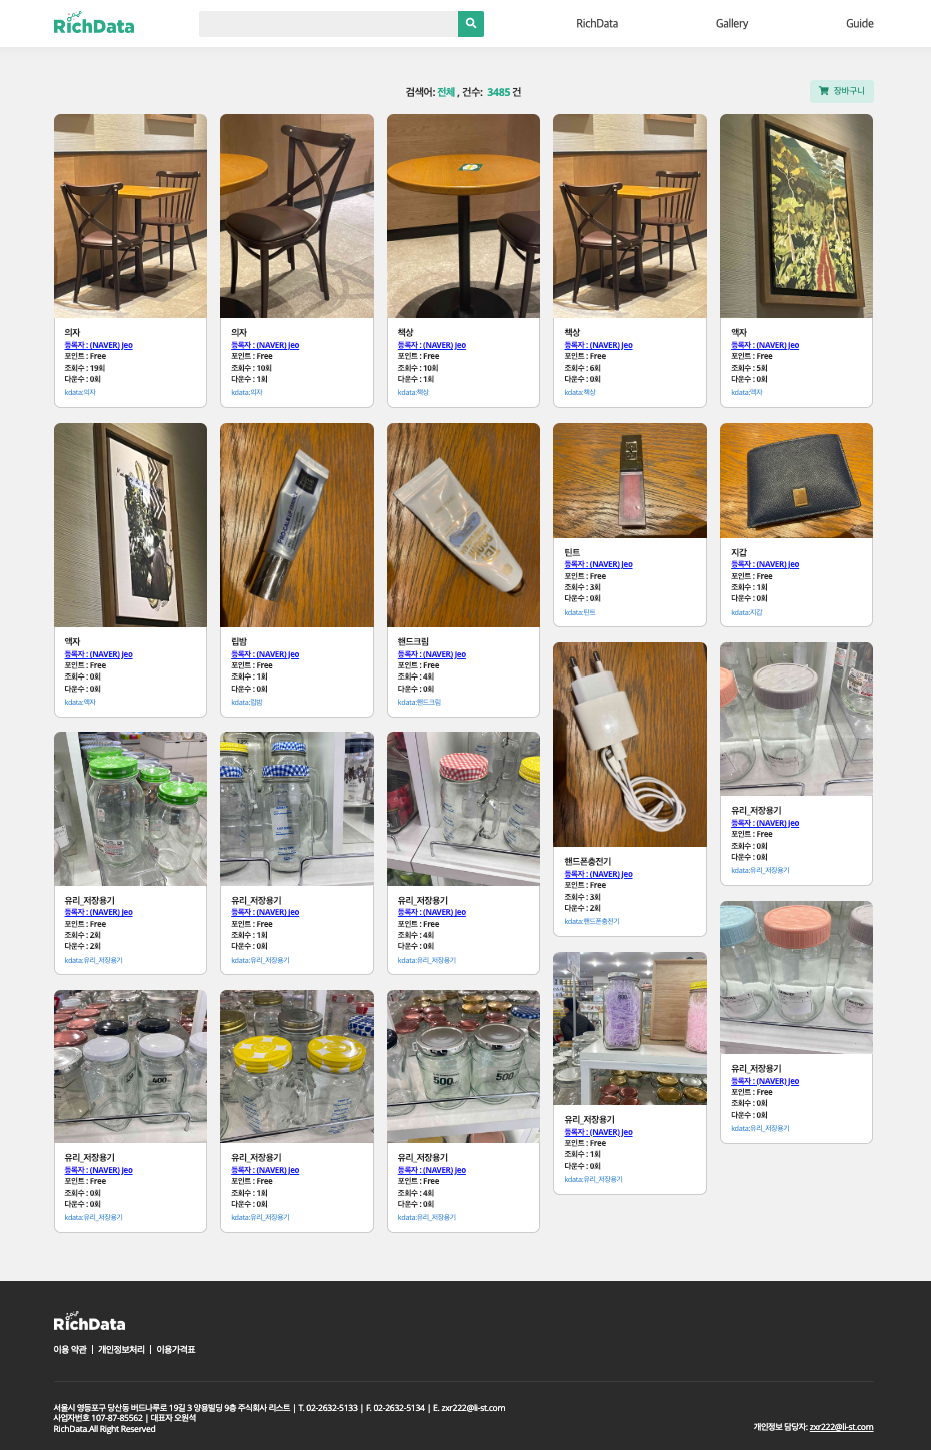 RichData
RichData
Gallery
Guide
검색어: 전체 , 건수: 3485 건
장바구니
의자
등록자 : (NAVER) jeo
포인트 : Free
조회수 : 19회
다운수 : 0회
kdata:의자
의자
등록자 : (NAVER) jeo
포인트 : Free
조회수 : 10회
다운수 : 1회
kdata:의자
책상
등록자 : (NAVER) jeo
포인트 : Free
조회수 : 10회
다운수 : 1회
kdata:책상
책상
등록자 : (NAVER) jeo
포인트 : Free
조회수 : 6회
다운수 : 0회
kdata:책상
액자
등록자 : (NAVER) jeo
포인트 : Free
조회수 : 5회
다운수 : 0회
kdata:액자
액자
등록자 : (NAVER) jeo
포인트 : Free
조회수 : 0회
다운수 : 0회
kdata:액자
립밤
등록자 : (NAVER) jeo
포인트 : Free
조회수 : 1회
다운수 : 0회
kdata:립밤
핸드크림
등록자 : (NAVER) jeo
포인트 : Free
조회수 : 4회
다운수 : 0회
kdata:핸드크림
틴트
등록자 : (NAVER) jeo
포인트 : Free
조회수 : 3회
다운수 : 0회
kdata:틴트
지갑
등록자 : (NAVER) jeo
포인트 : Free
조회수 : 1회
다운수 : 0회
kdata:지갑
유리_저장용기
등록자 : (NAVER) jeo
포인트 : Free
조회수 : 2회
다운수 : 2회
kdata:유리_저장용기
유리_저장용기
등록자 : (NAVER) jeo
포인트 : Free
조회수 : 1회
다운수 : 0회
kdata:유리_저장용기
유리_저장용기
등록자 : (NAVER) jeo
포인트 : Free
조회수 : 4회
다운수 : 0회
kdata:유리_저장용기
핸드폰충전기
등록자 : (NAVER) jeo
포인트 : Free
조회수 : 3회
다운수 : 2회
kdata:핸드폰충전기
유리_저장용기
등록자 : (NAVER) jeo
포인트 : Free
조회수 : 0회
다운수 : 0회
kdata:유리_저장용기
400
유리_저장용기
등록자 : (NAVER) jeo
포인트 : Free
조회수 : 0회
다운수 : 0회
kdata:유리_저장용기
유리_저장용기
등록자 : (NAVER) jeo
포인트 : Free
조회수 : 1회
다운수 : 0회
kdata:유리_저장용기
500
500
유리_저장용기
등록자 : (NAVER) jeo
포인트 : Free
조회수 : 4회
다운수 : 0회
kdata:유리_저장용기
유리_저장용기
등록자 : (NAVER) jeo
포인트 : Free
조회수 : 1회
다운수 : 0회
kdata:유리_저장용기
유리_저장용기
등록자 : (NAVER) jeo
포인트 : Free
조회수 : 0회
다운수 : 0회
kdata:유리_저장용기
RichData
이용 약관 | 개인정보처리 | 이용가격표
서울시 영등포구 당산동 버드나루로 19길 3 양용빌딩 9층 주식회사 리스트 | T. 02-2632-5133 | F. 02-2632-5134 | E. zxr222@li-st.com
사업자번호 107-87-85562 | 대표자 오원석
RichData.All Right Reserved
개인정보 담당자: zxr222@li-st.com